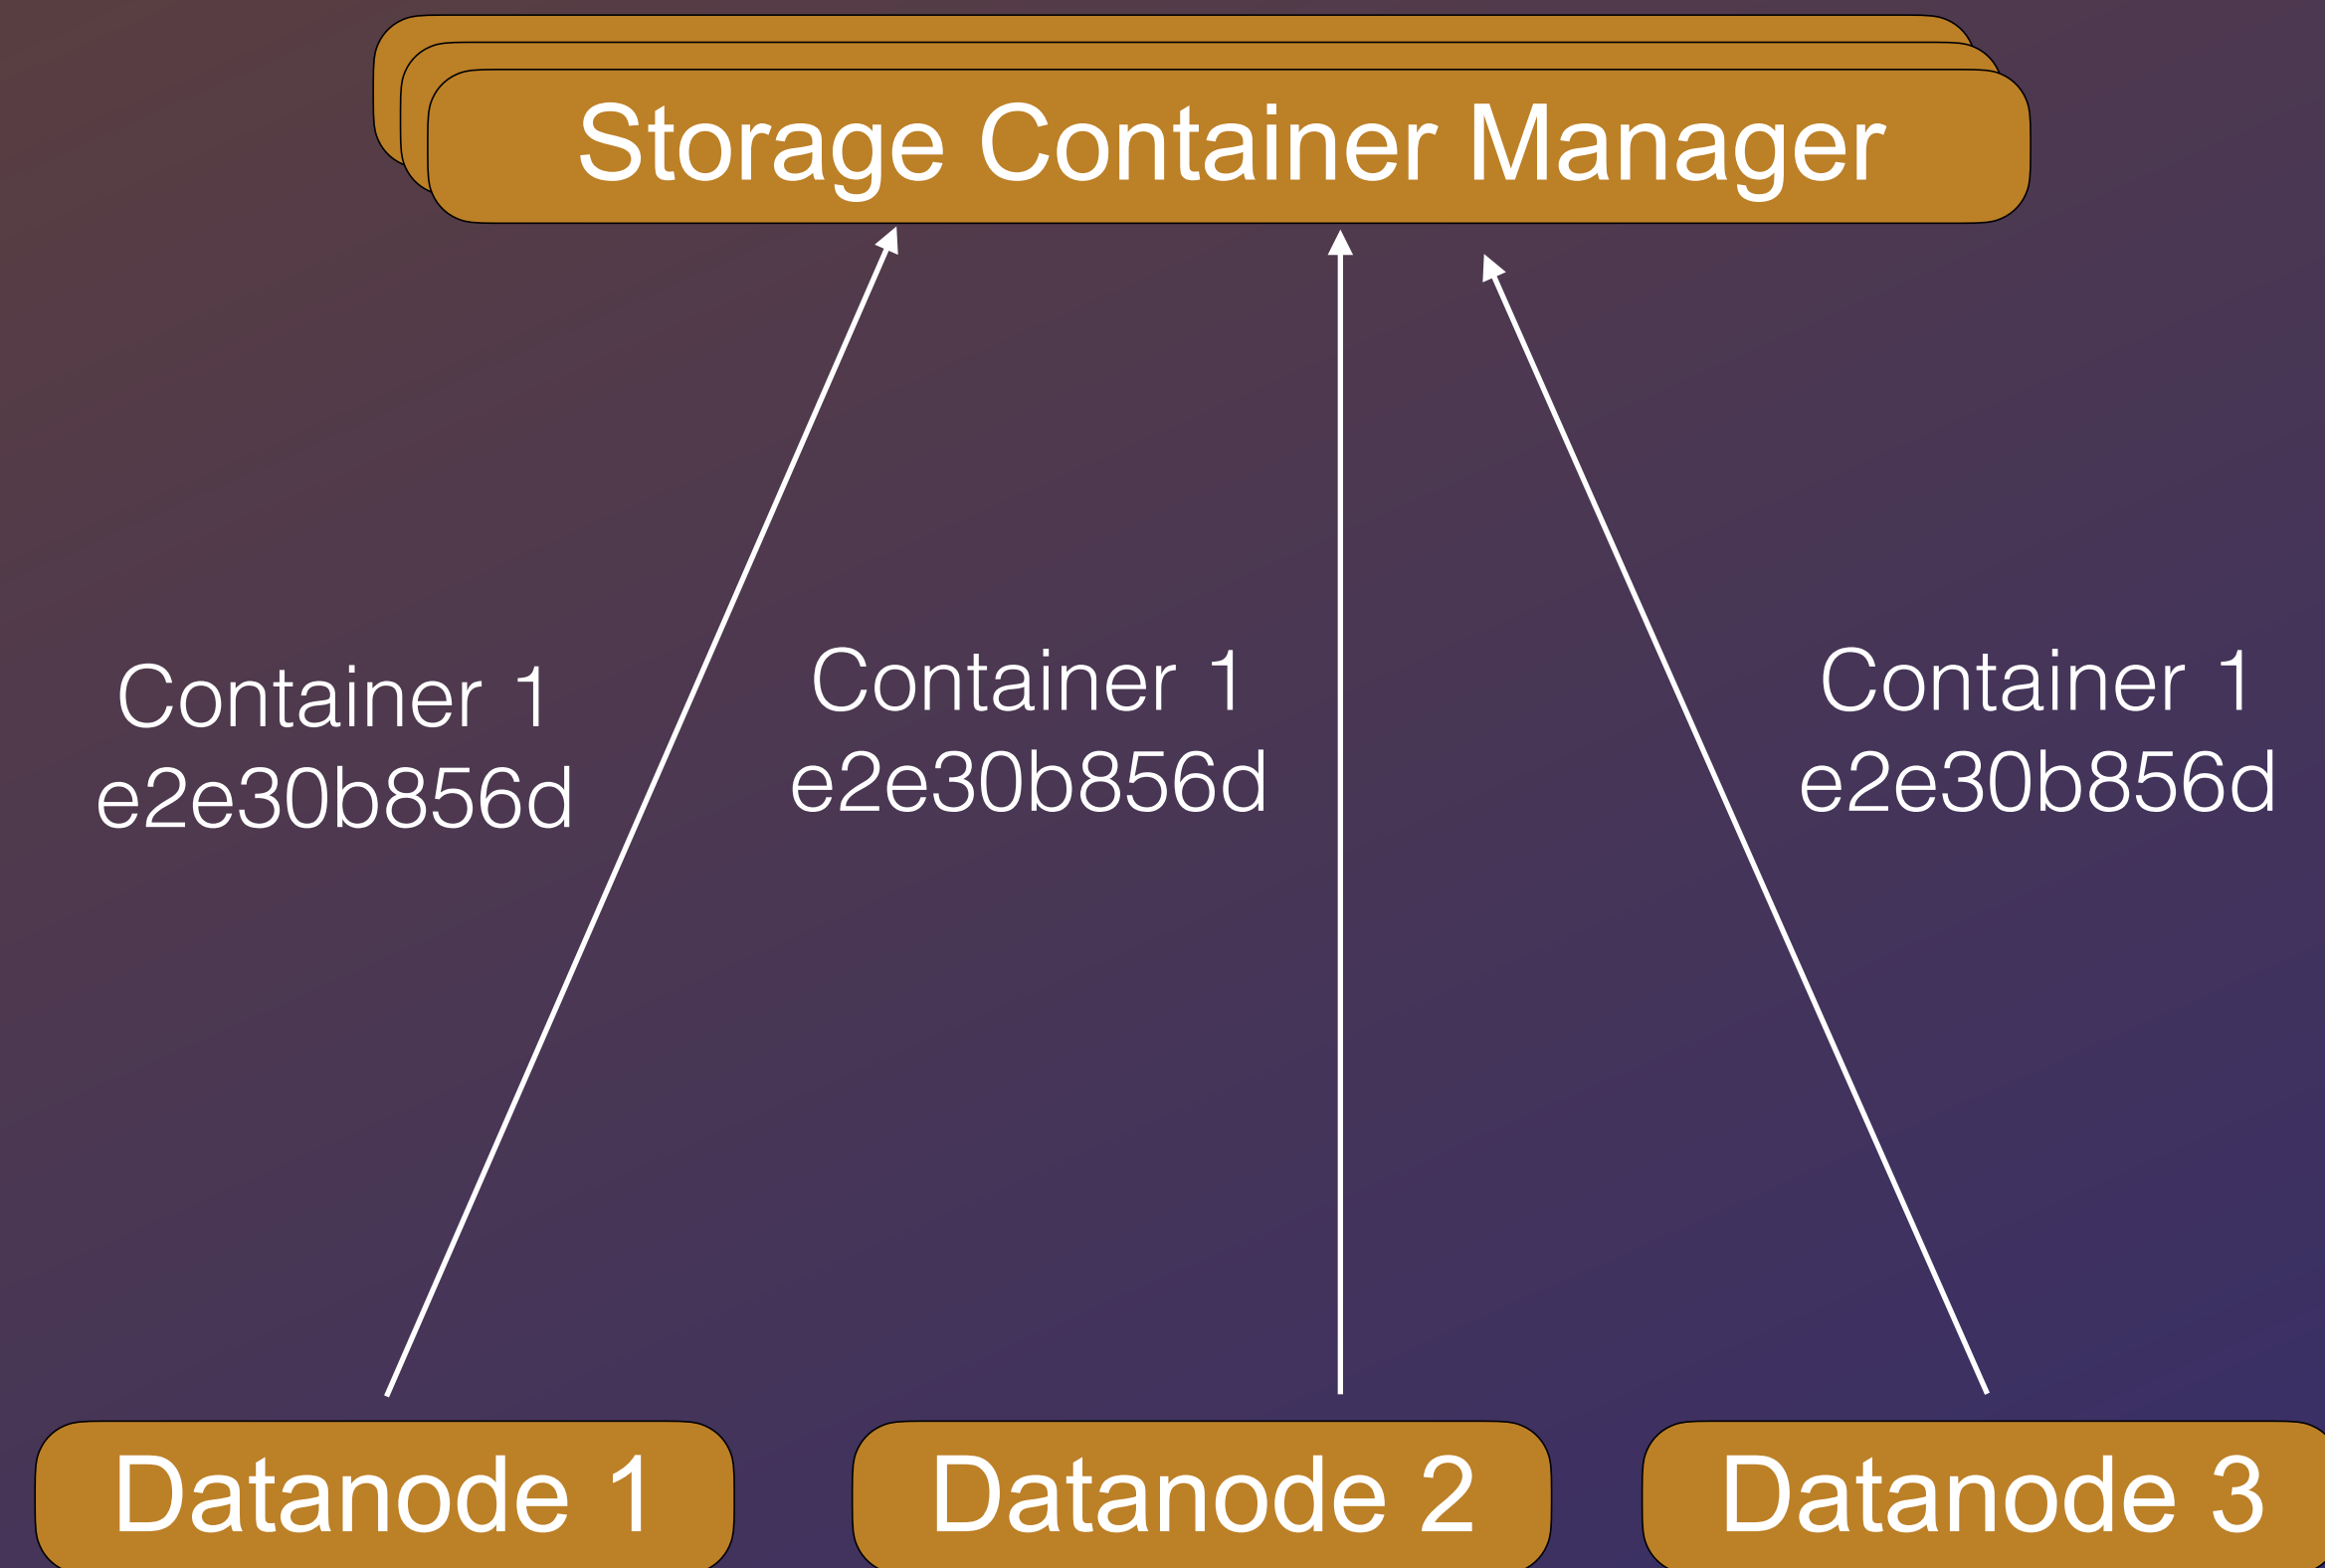 Storage Container Manager
Container 1
e2e30b856d
Container 1
e2e30b856d
Container 1
e2e30b856d
Datanode 1
Datanode 2
Datanode 3